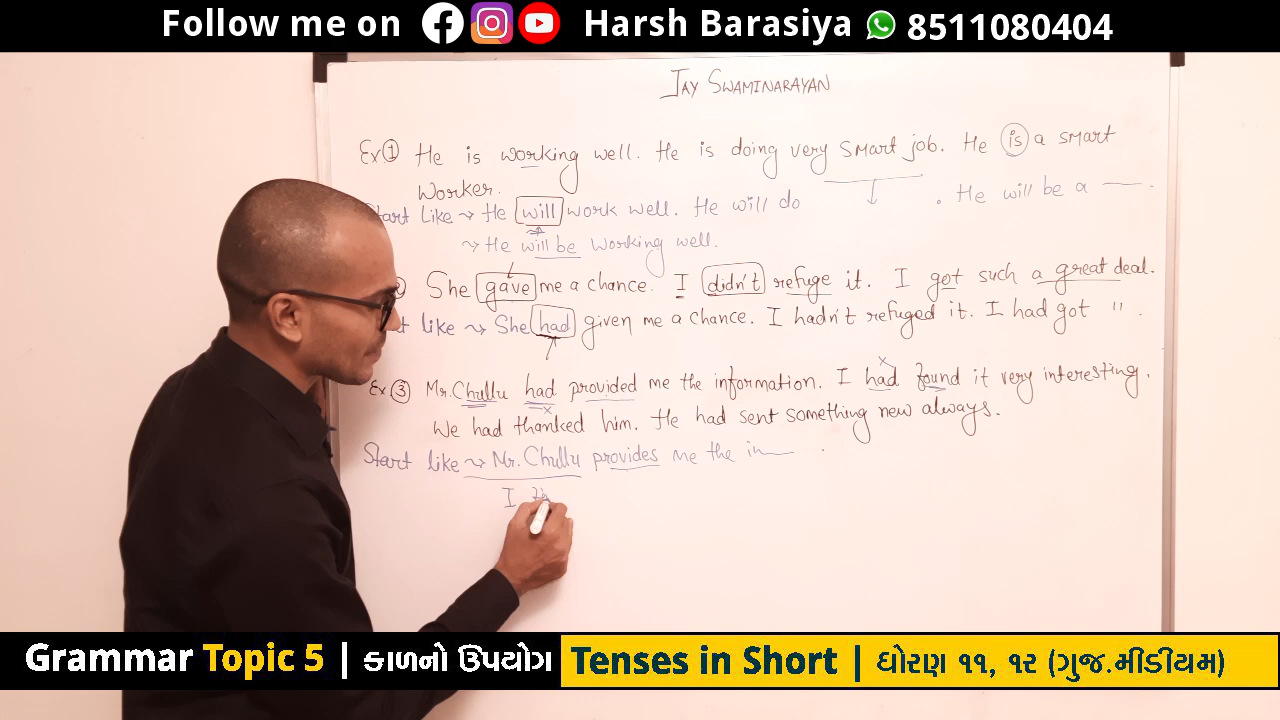 Follow me on Harsh Barasiya 8511080404
JAY SWAMINARAYAN
Ex ① He is working well. He is doing very smart job. He is a smart
Worker.
Start Like → He will work well. He will do . He will be a .
→ He will be working well.
She gave me a chance. I didn't refuge it. I got such a great deal.
like → She had given me a chance. I hadn't refuged it. I had got " .
Ex ③ Mr. Chullu had provided me the information. I had found it very interesting.
We had thanked him. He had sent something new always.
Start like → Mr. Chullu provides me the in .
I
Grammar Topic 5 | કાળનો ઉપયોગ Tenses in Short | ધોરણ ૧૧, ૧૨ (ગુજ.મીડીયમ)